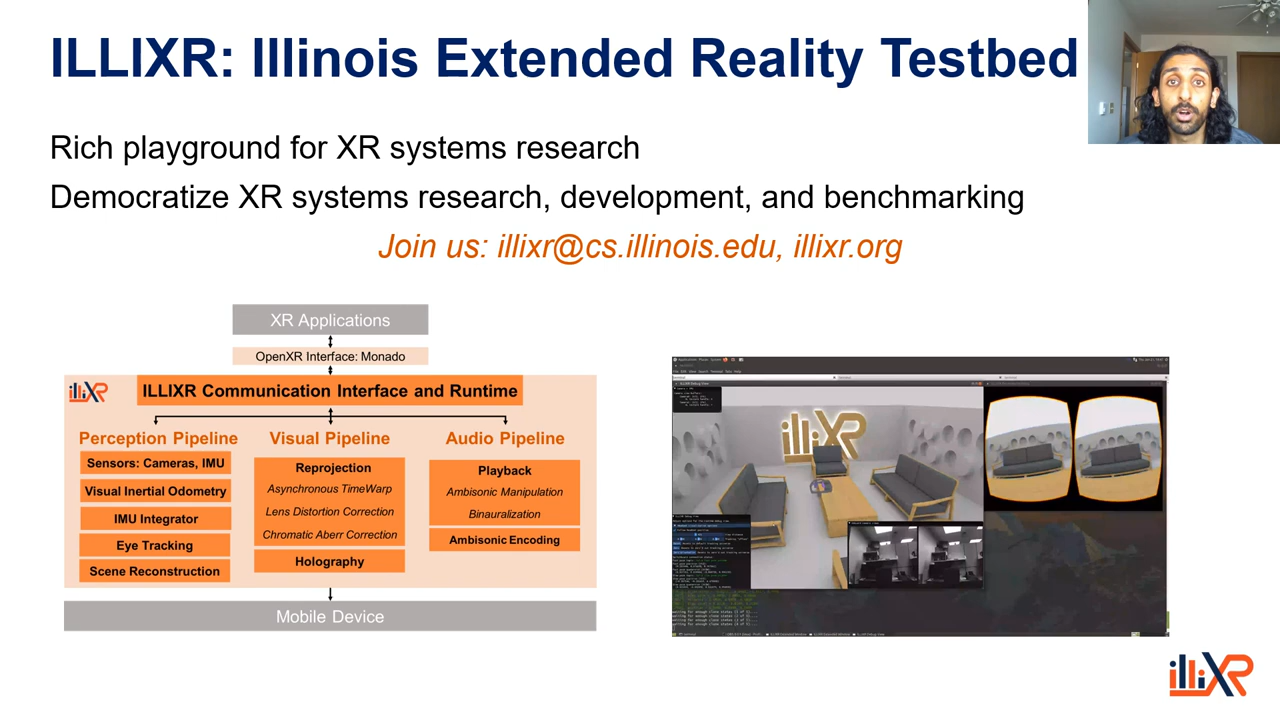 ILLIXR: Illinois Extended Reality Testbed
Rich playground for XR systems research
Democratize XR systems research, development, and benchmarking
Join us: illixr@cs.illinois.edu, illixr.org
XR Applications
OpenXR Interface: Monado
illiXR
ILLIXR Communication Interface and Runtime
Perception Pipeline
Sensors: Cameras, IMU
Visual Inertial Odometry
IMU Integrator
Eye Tracking
Scene Reconstruction
Visual Pipeline
Reprojection
Asynchronous TimeWarp
Lens Distortion Correction
Chromatic Aberr Correction
Holography
Audio Pipeline
Playback
Ambisonic Manipulation
Binauralization
Ambisonic Encoding
Mobile Device
illiXR
illiXR